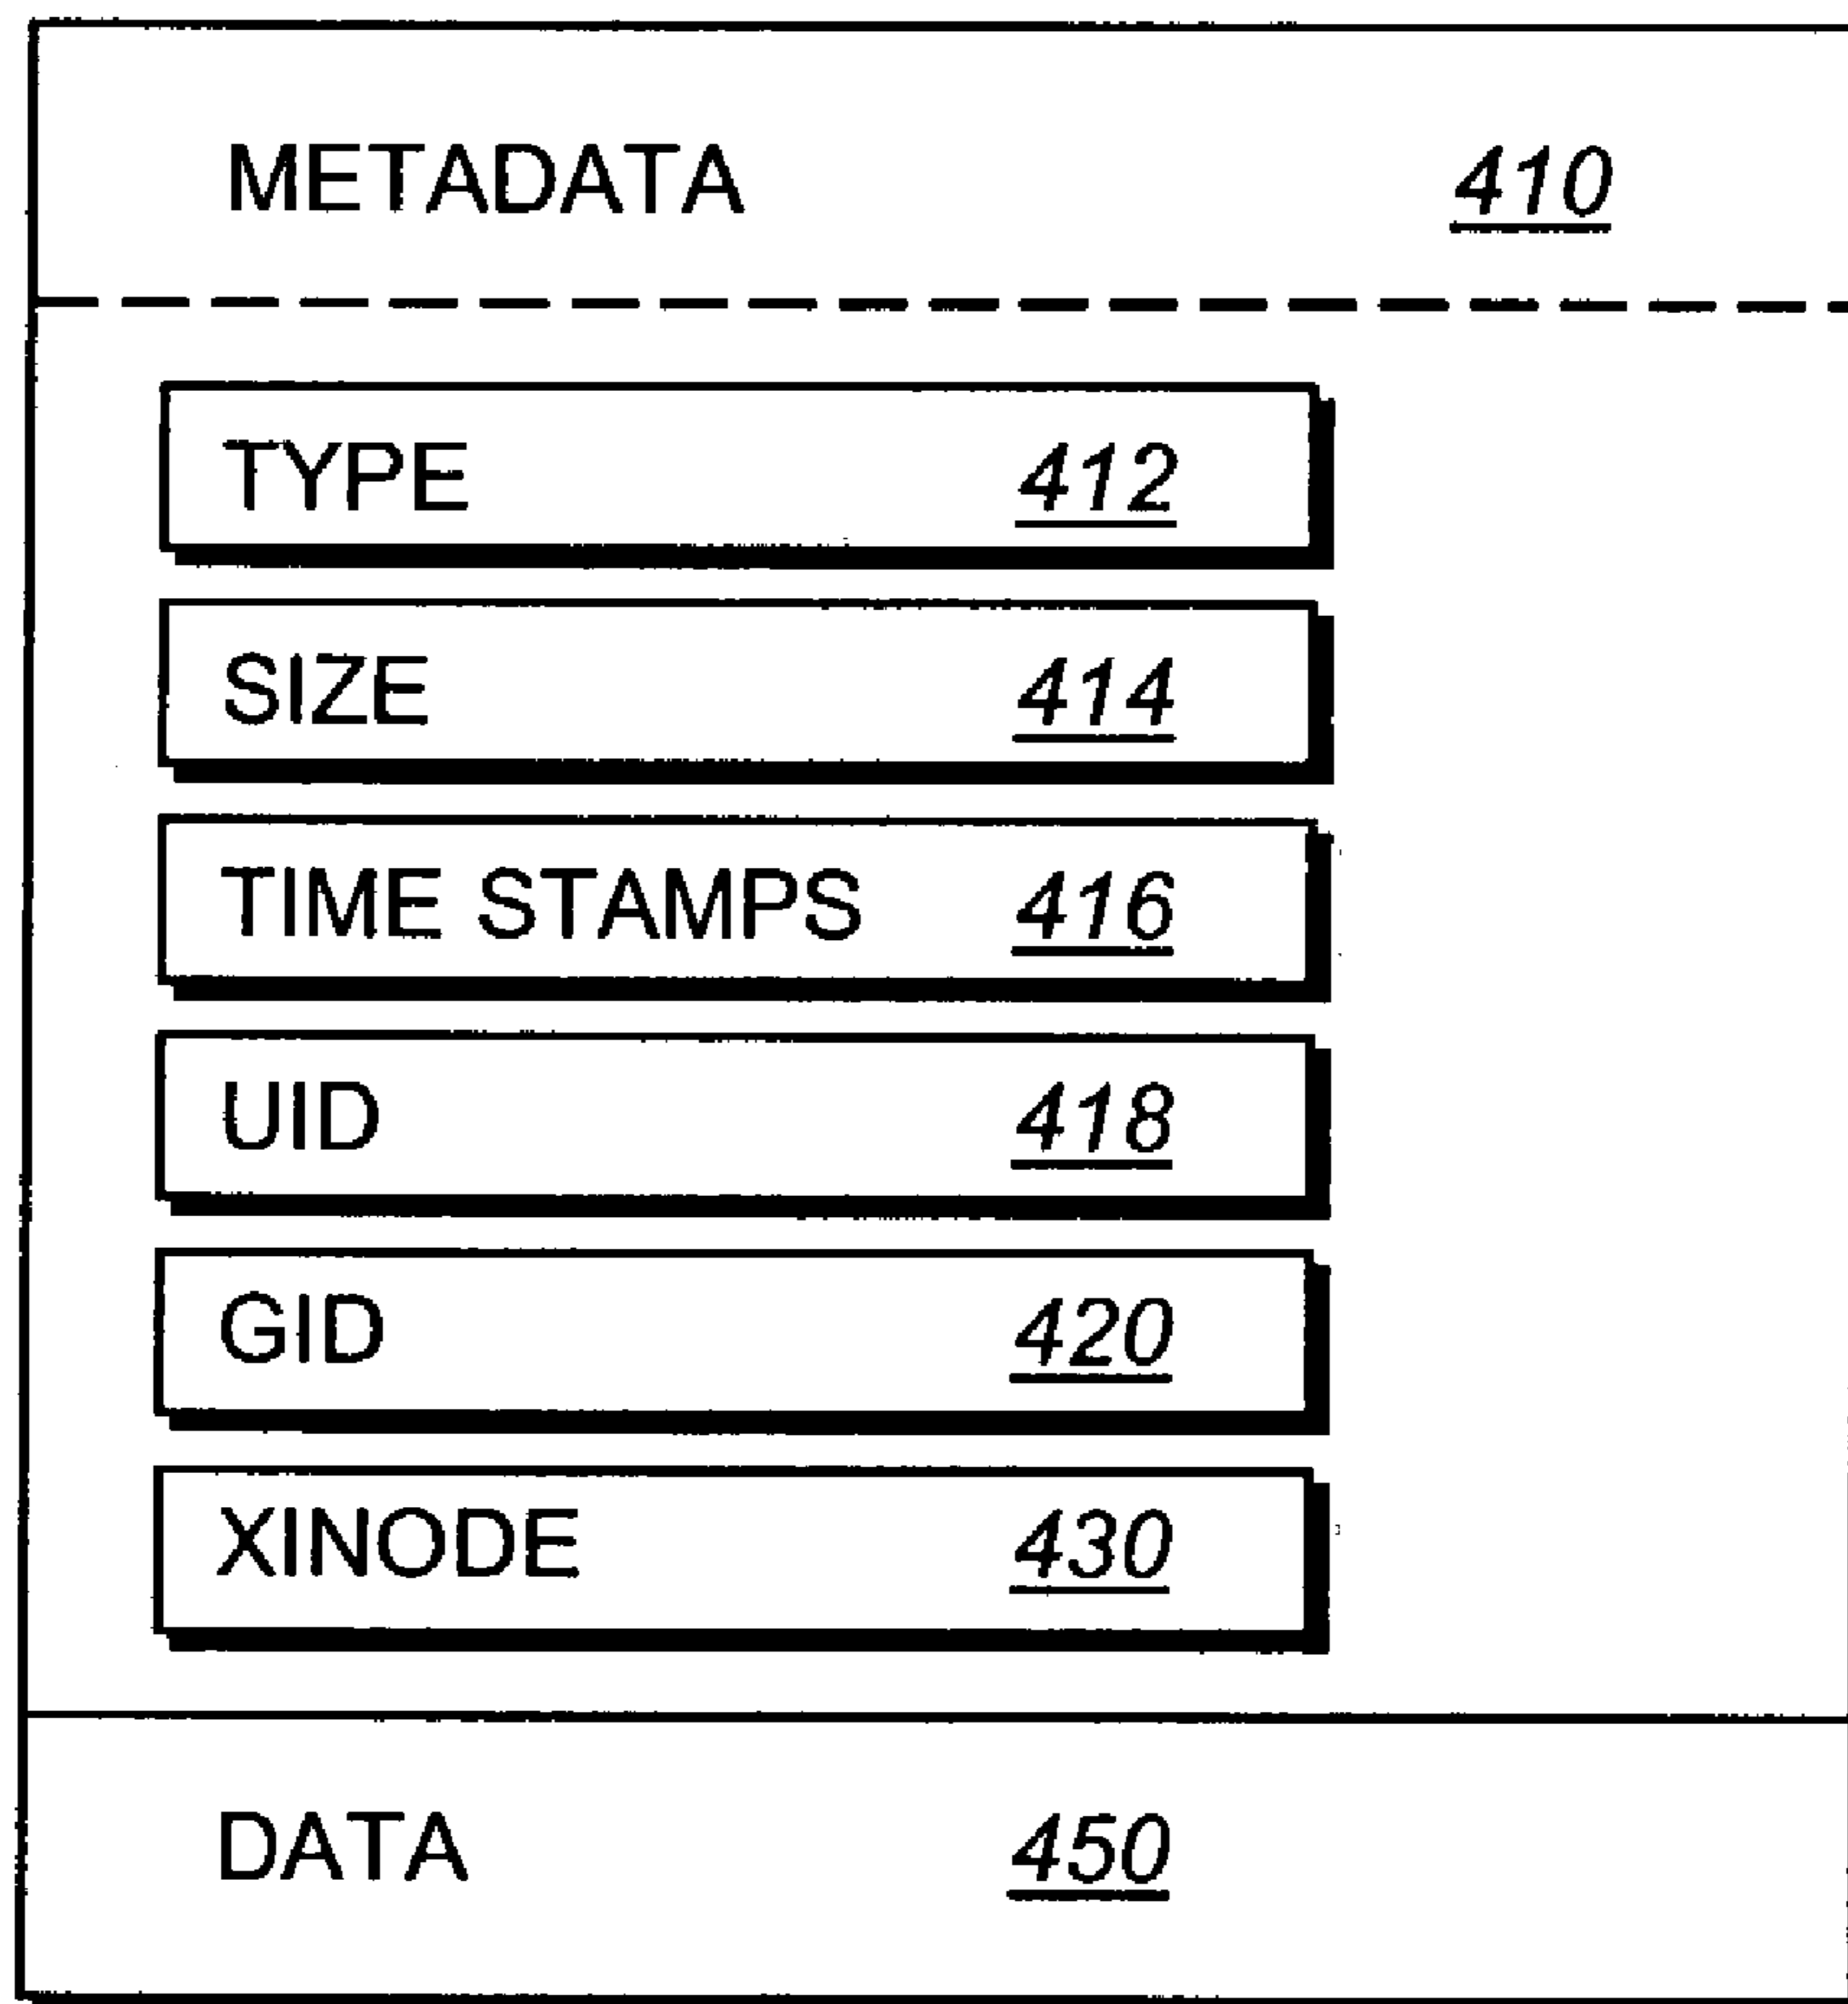 METADATA 410
TYPE 412
SIZE 414
TIME STAMPS 416
UID 418
GID 420
XINODE 430
DATA 450